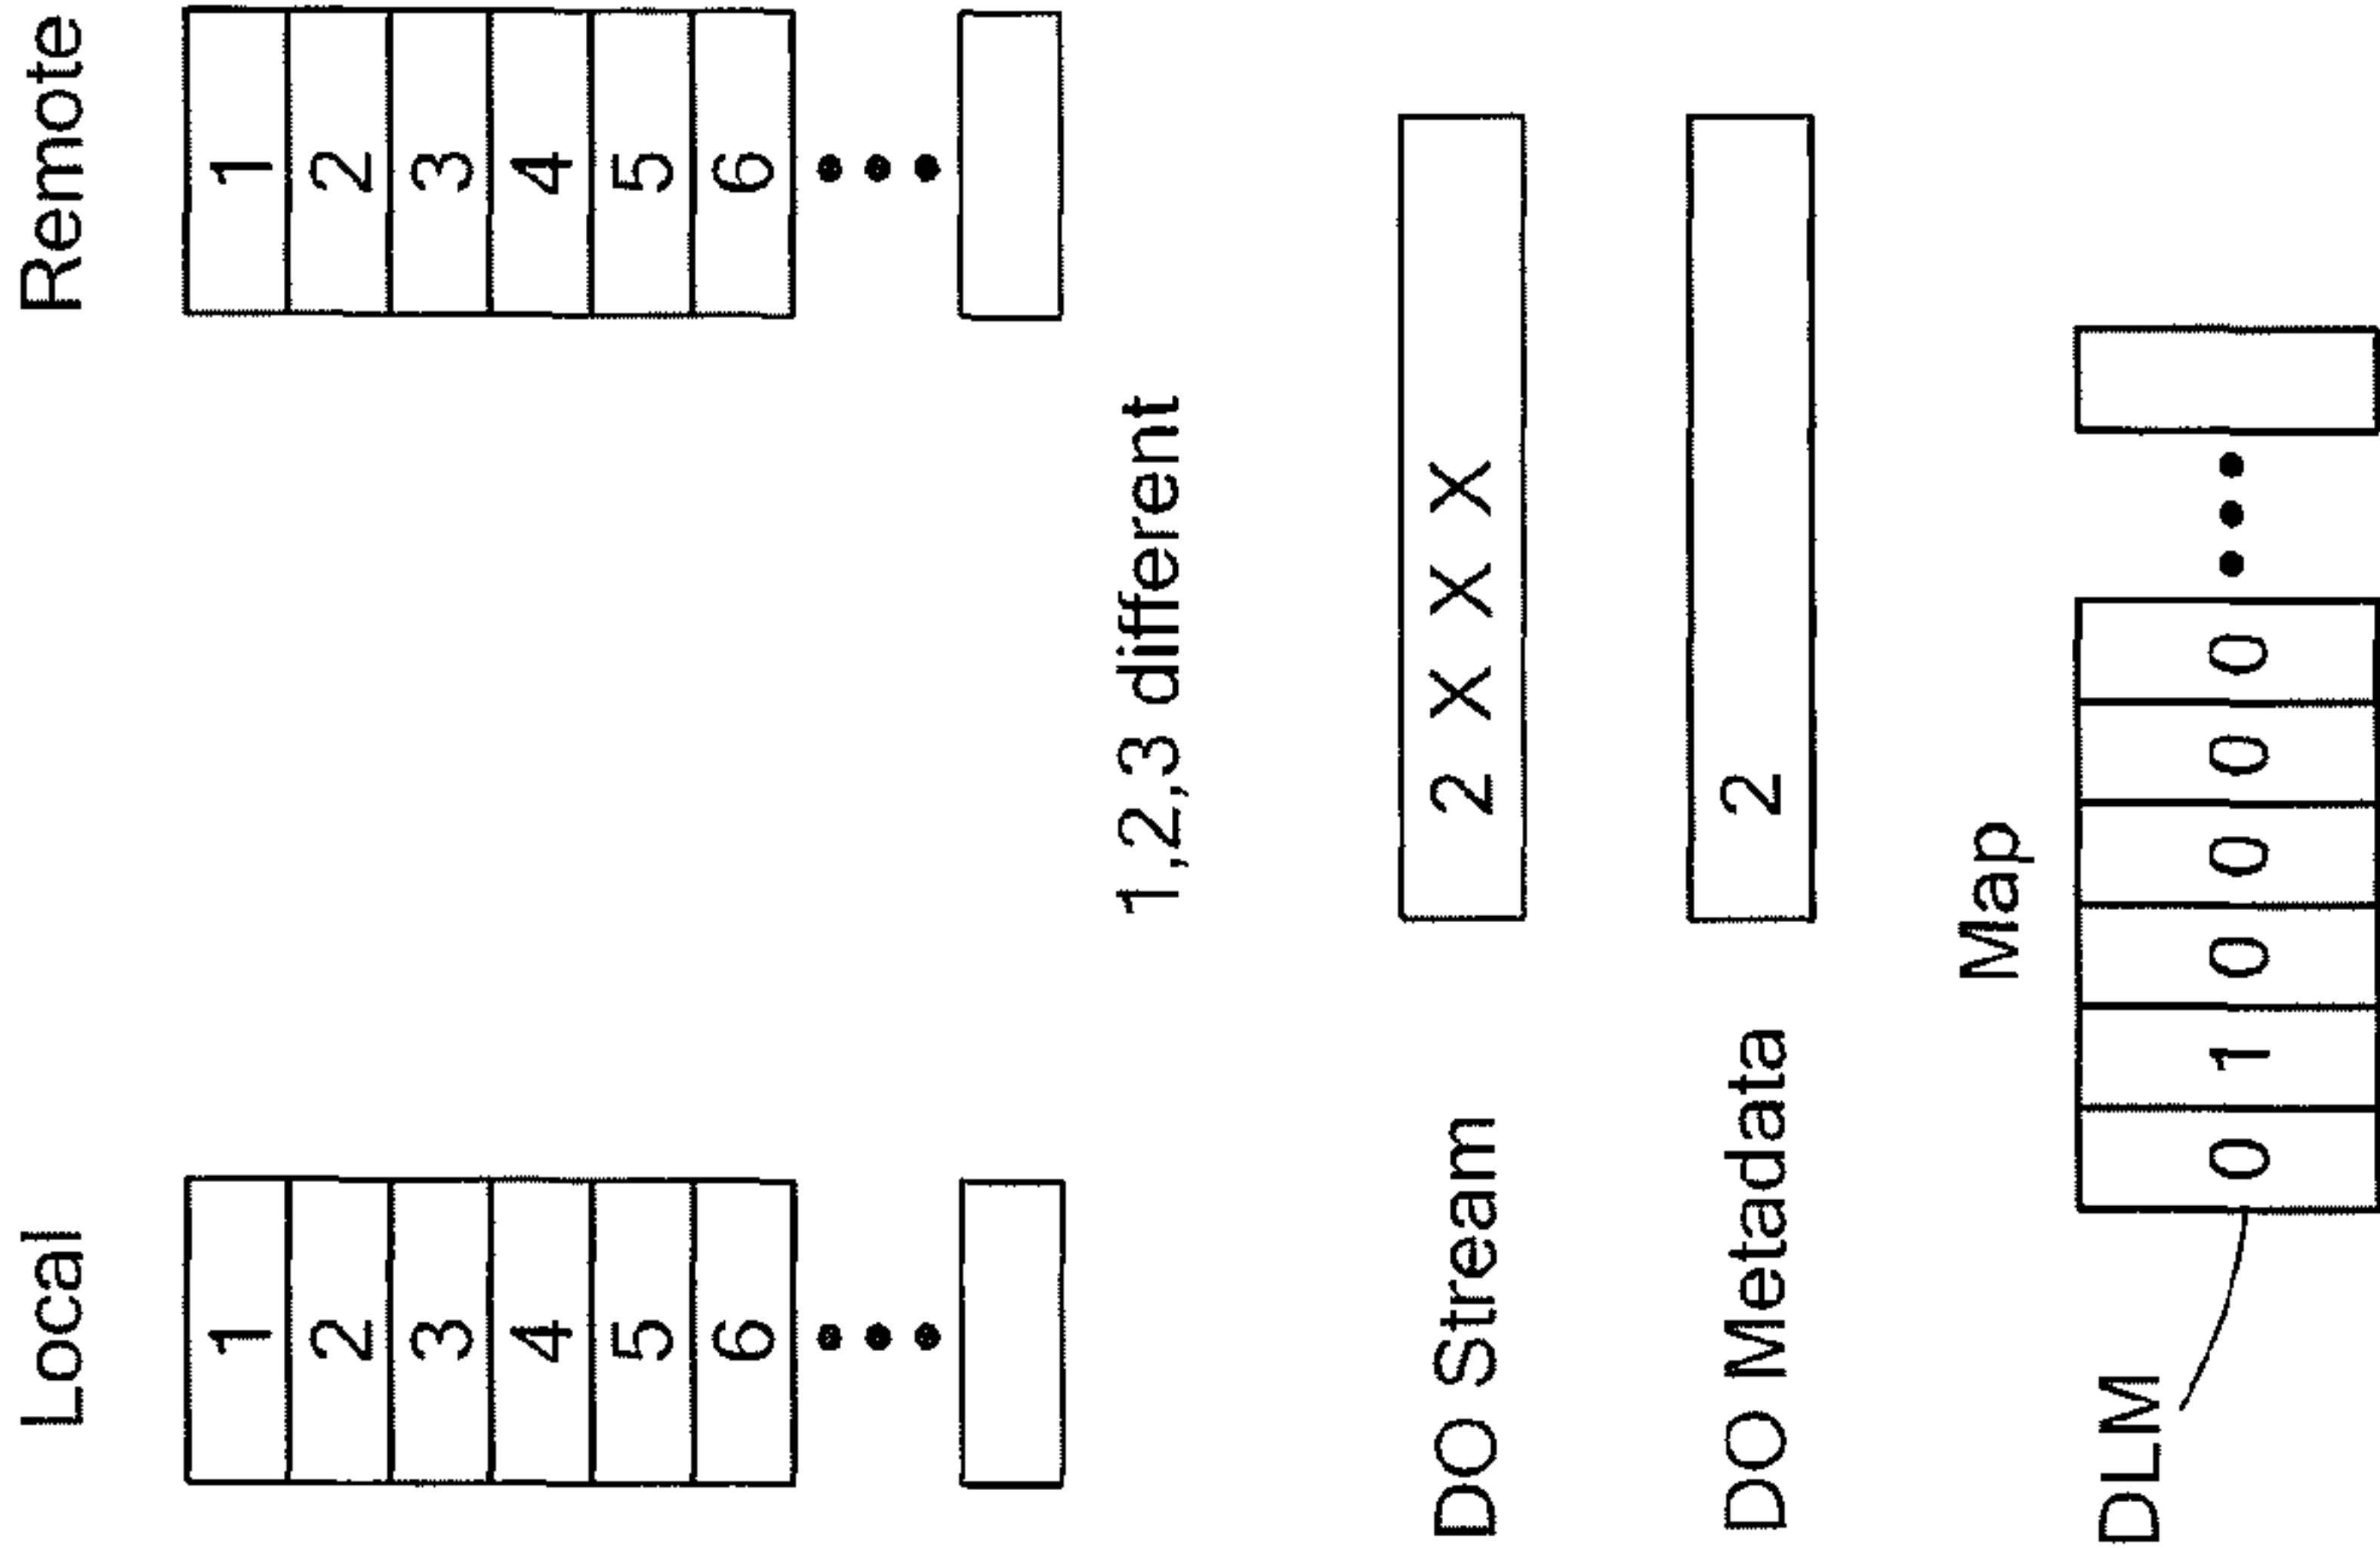 Local Remote
1 1
2 2
3 3
4 4
5 5
6 6
1,2,3 different
DO Stream 2 X X X
DO Metadata 2
Map
DLM
0 1 0 0 0 0